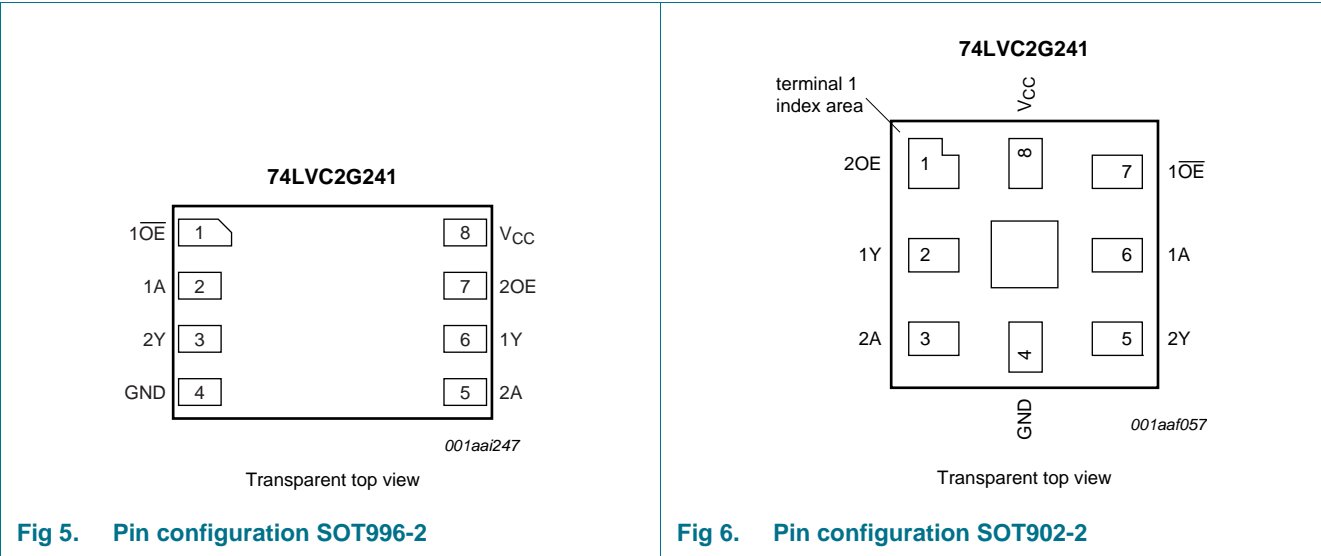 74LVC2G241
1O̅E̅ 1 8 VCC
1A 2 7 2OE
2Y 3 6 1Y
GND 4 5 2A
001aai247
Transparent top view
Fig 5. Pin configuration SOT996-2
74LVC2G241
terminal 1
index area
VCC
2OE 1 8 7 1O̅E̅
1Y 2 6 1A
2A 3 4 5 2Y
GND
001aaf057
Transparent top view
Fig 6. Pin configuration SOT902-2